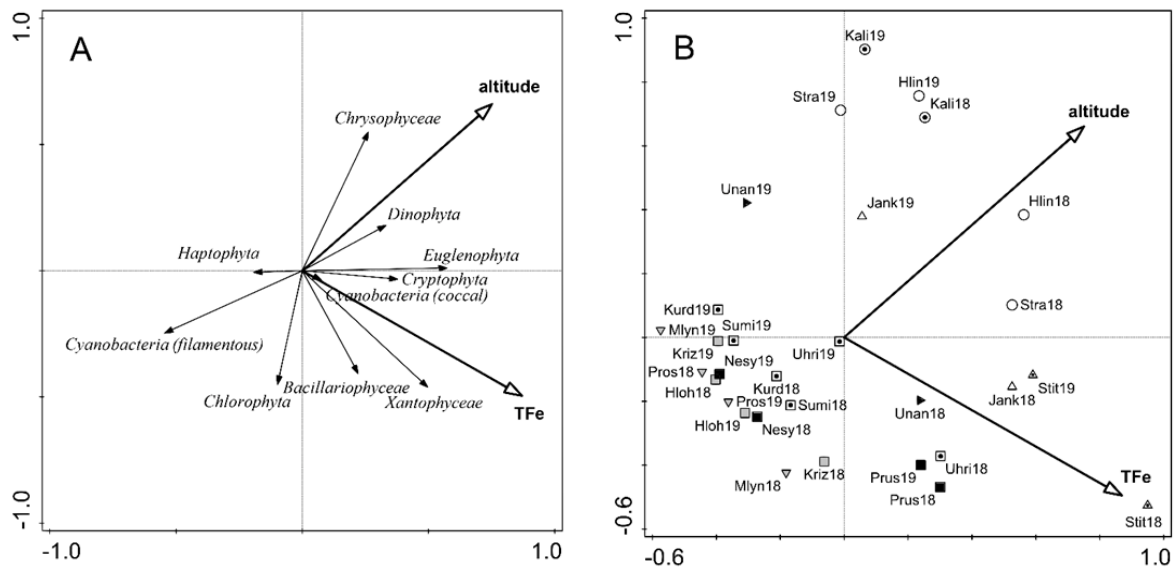 1.0
A
altitude
Chrysophyceae
Dinophyta
Haptophyta
Euglenophyta
Cryptophyta
Cyanobacteria (coccal)
Cyanobacteria (filamentous)
Bacillariophyceae
Chlorophyta
Xantophyceae
TFe
-1.0
-1.0
1.0
1.0
B
Kali19
Hlin19
Stra19
Kali18
altitude
Unan19
Jank19
Hlin18
Stra18
Kurd19
Mlyn19
Sumi19
Uhri19
Kriz19
Nesy19
Pros18
Hloh18
Kurd18
Stit19
Jank18
Pros19
Sumi18
Unan18
Hloh19
Nesy18
Mlyn18
Kriz18
Prus19
Uhri18
Prus18
TFe
Stit18
-0.6
-0.6
1.0